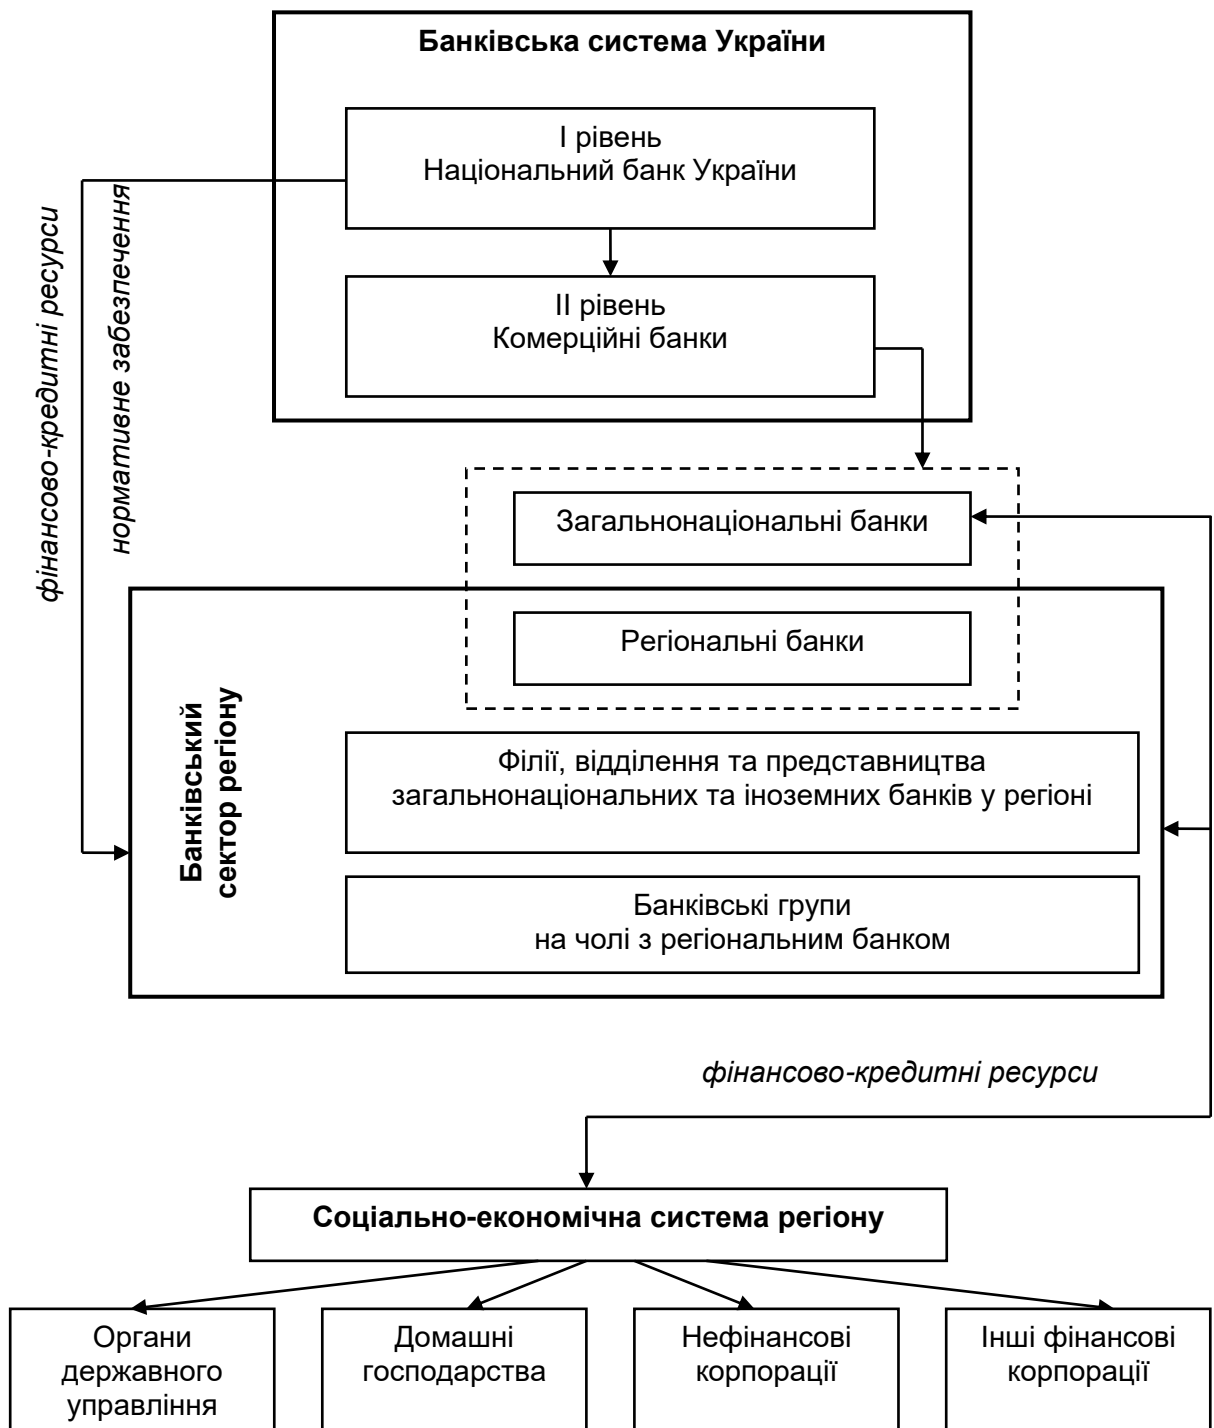 Банківська система України
І рівень
Національний банк України
ІІ рівень
Комерційні банки
фінансово-кредитні ресурси
нормативне забезпечення
Загальнонаціональні банки
Регіональні банки
Банківський
сектор регіону
Філії, відділення та представництва
загальнонаціональних та іноземних банків у регіоні
Банківські групи
на чолі з регіональним банком
фінансово-кредитні ресурси
Соціально-економічна система регіону
Органи
державного
управління
Домашні
господарства
Нефінансові
корпорації
Інші фінансові
корпорації